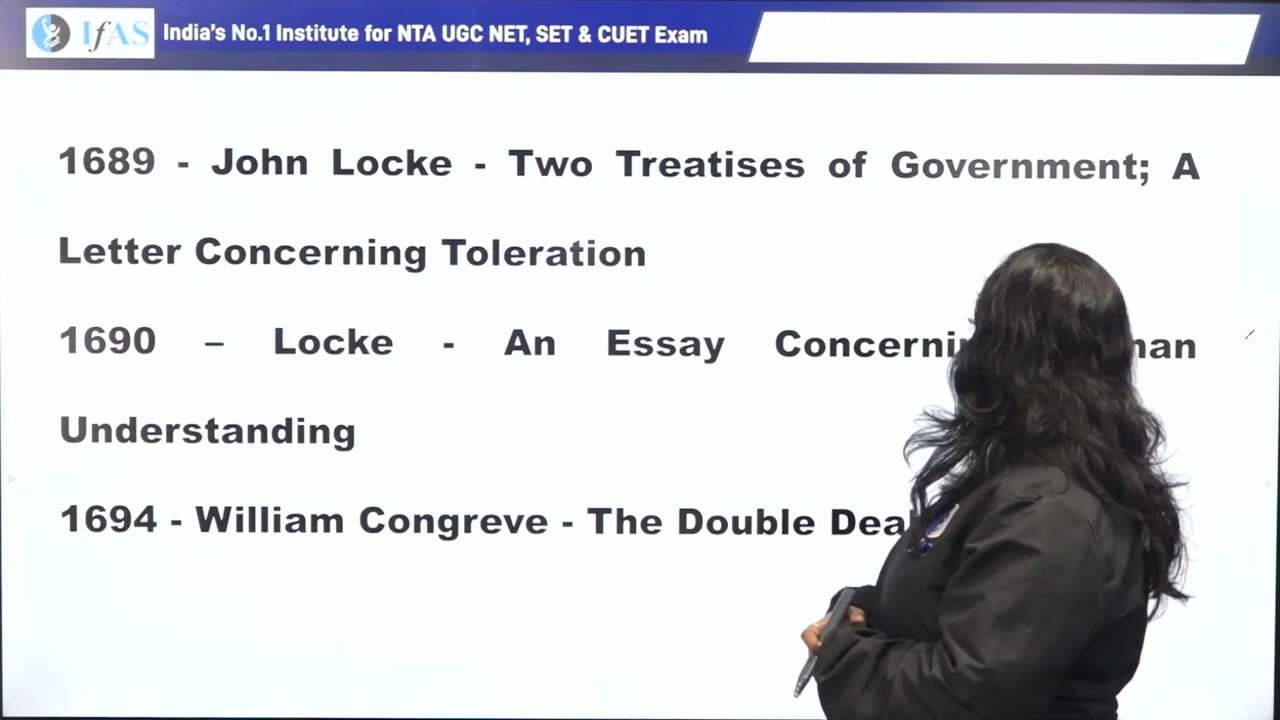 IfAS
India's No.1 Institute for NTA UGC NET, SET & CUET Exam
1689 - John Locke - Two Treatises of Government; A
Letter Concerning Toleration
1690 – Locke - An Essay
Understanding
1694 - William Congreve - The Double